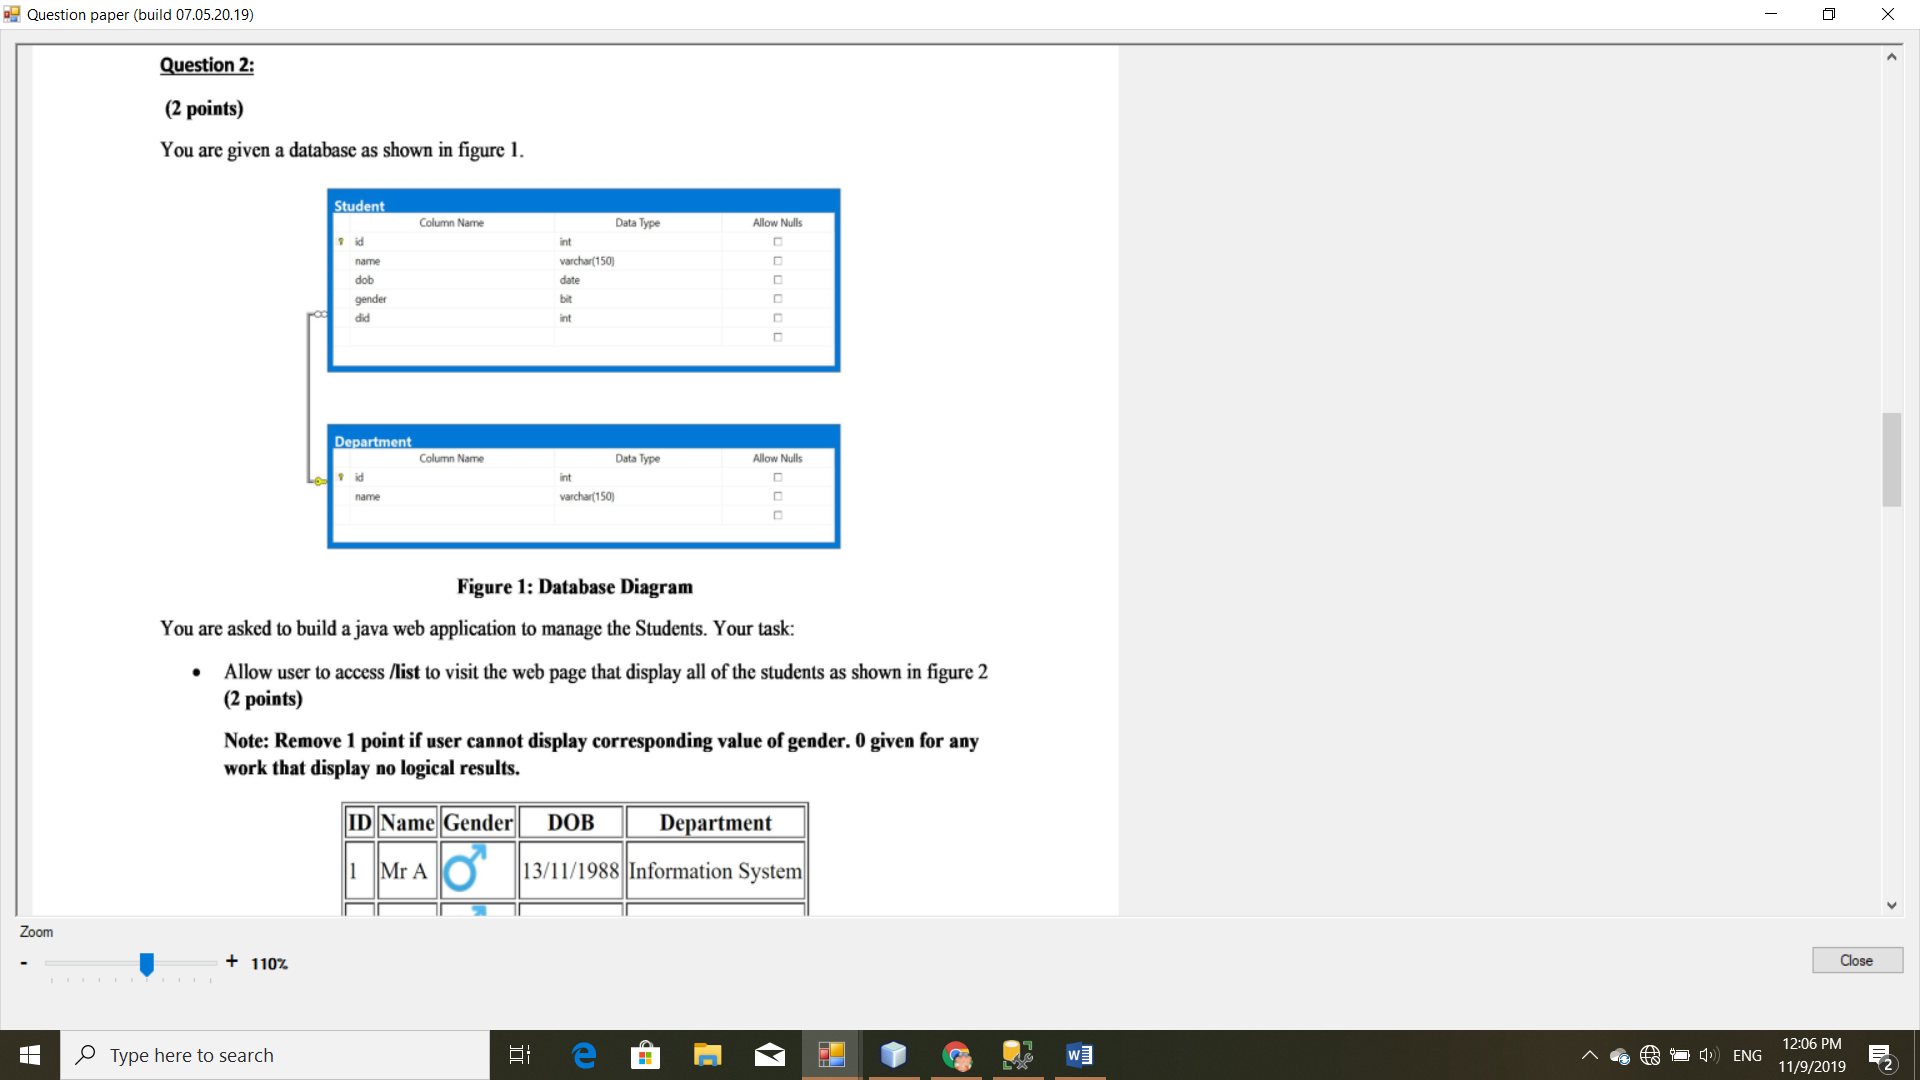 Question paper (build 07.05.20.19)
Question 2:
(2 points)
You are given a database as shown in figure 1.
Student
Column Name Data Type Allow Nulls
id int
name varchar(150)
dob date
gender bit
did int
Department
Column Name Data Type Allow Nulls
id int
name varchar(150)
Figure 1: Database Diagram
You are asked to build a java web application to manage the Students. Your task:
• Allow user to access /list to visit the web page that display all of the students as shown in figure 2
(2 points)
Note: Remove 1 point if user cannot display corresponding value of gender. 0 given for any
work that display no logical results.
ID Name Gender DOB Department
1 Mr A 13/11/1988 Information System
Zoom
- + 110%
Close
Type here to search
ENG
12:06 PM
11/9/2019
2